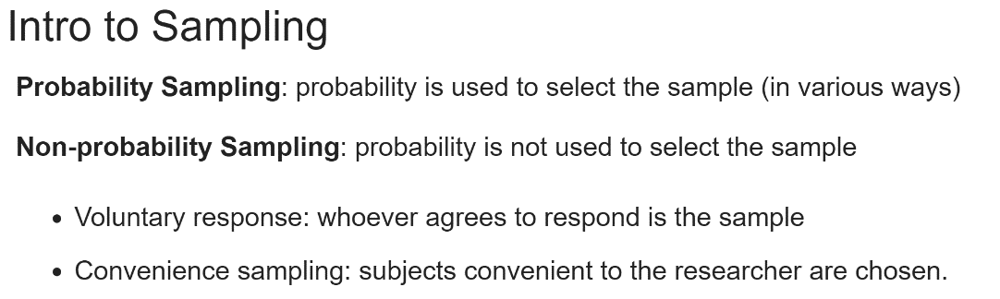 Intro to Sampling
Probability Sampling: probability is used to select the sample (in various ways)
Non-probability Sampling: probability is not used to select the sample
• Voluntary response: whoever agrees to respond is the sample
• Convenience sampling: subjects convenient to the researcher are chosen.